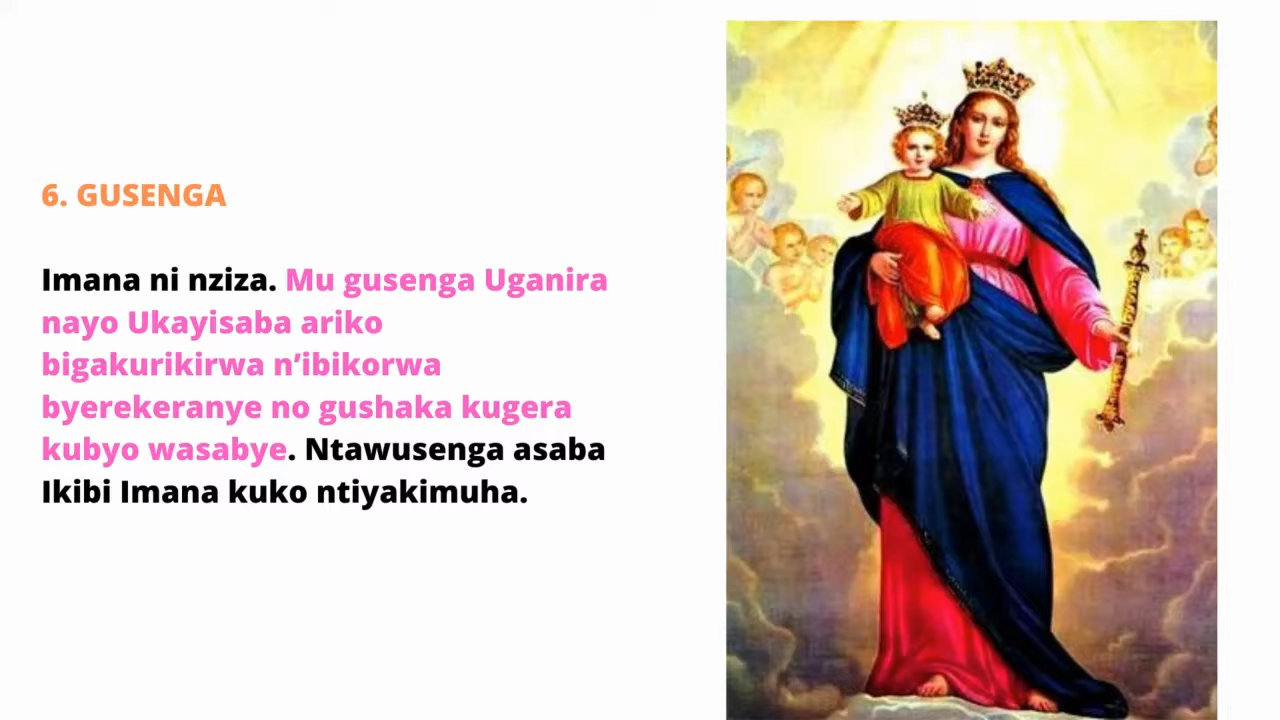 6. GUSENGA
Imana ni nziza. Mu gusenga Uganira
nayo Ukayisaba ariko
bigakurikirwa n’ibikorwa
byerekeranye no gushaka kugera
kubyo wasabye. Ntawusenga asaba
Ikibi Imana kuko ntiyakimuha.